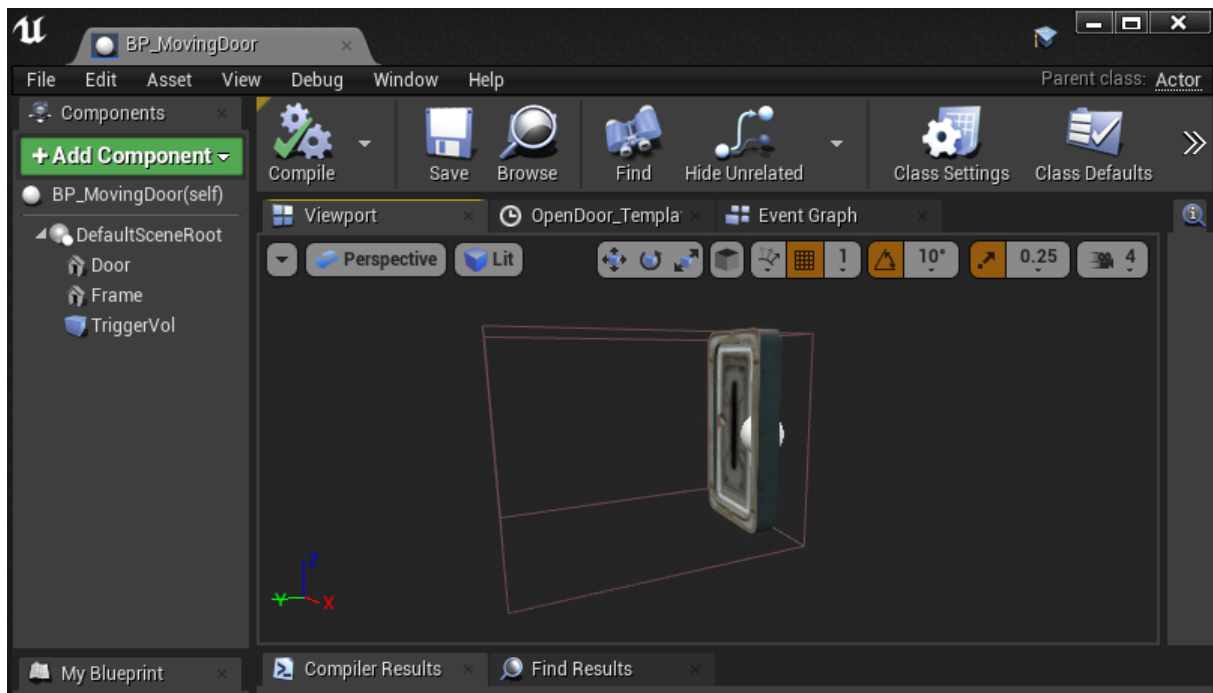 BP_MovingDoor
File Edit Asset View Debug Window Help Parent class: Actor
Components
+Add Component
BP_MovingDoor(self)
DefaultSceneRoot
Door
Frame
TriggerVol
My Blueprint
Compile Save Browse Find Hide Unrelated Class Settings Class Defaults
Viewport OpenDoor_Templa Event Graph
Perspective Lit 1 10° 0.25 4
Z
Y X
Compiler Results Find Results